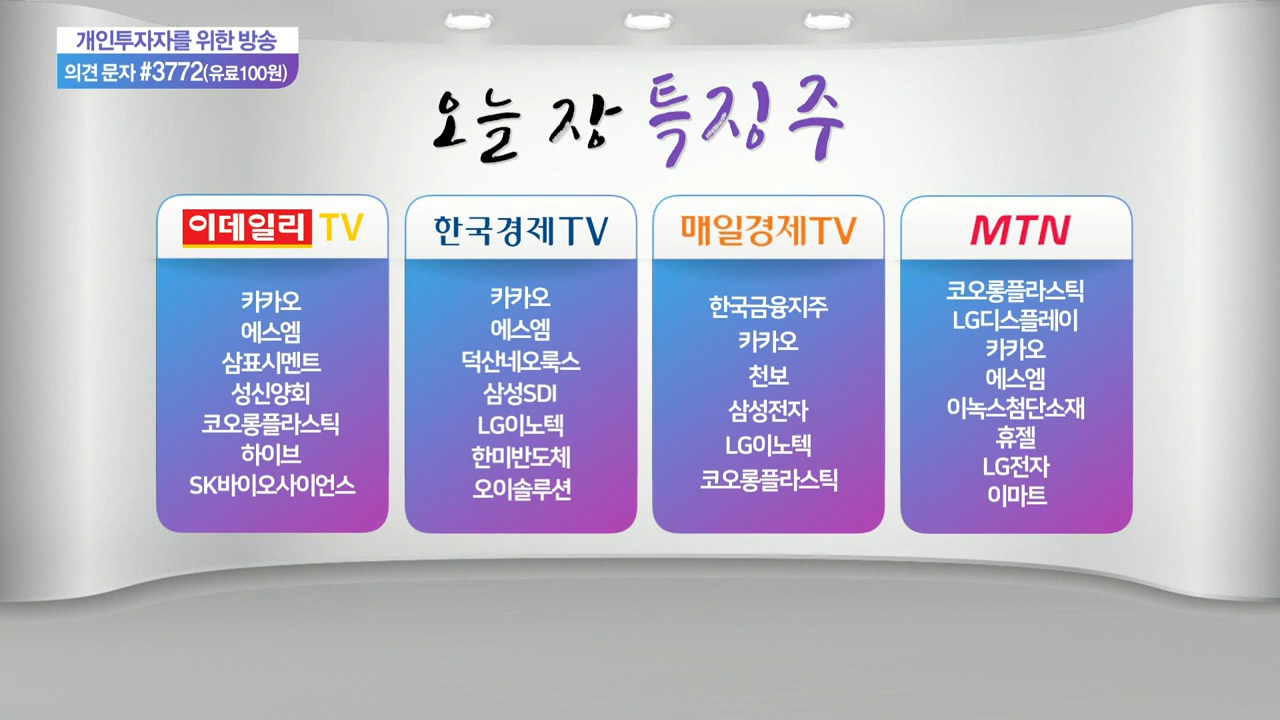 개인투자자를 위한 방송
의견 문자 #3772(유료100원)
오늘 장 특징주
이데일리 TV
카카오
에스엠
삼표시멘트
성신양회
코오롱플라스틱
하이브
SK바이오사이언스
한국경제TV
카카오
에스엠
덕산네오룩스
삼성SDI
LG이노텍
한미반도체
오이솔루션
매일경제TV
한국금융지주
카카오
천보
삼성전자
LG이노텍
코오롱플라스틱
MTN
코오롱플라스틱
LG디스플레이
카카오
에스엠
이녹스첨단소재
휴젤
LG전자
이마트